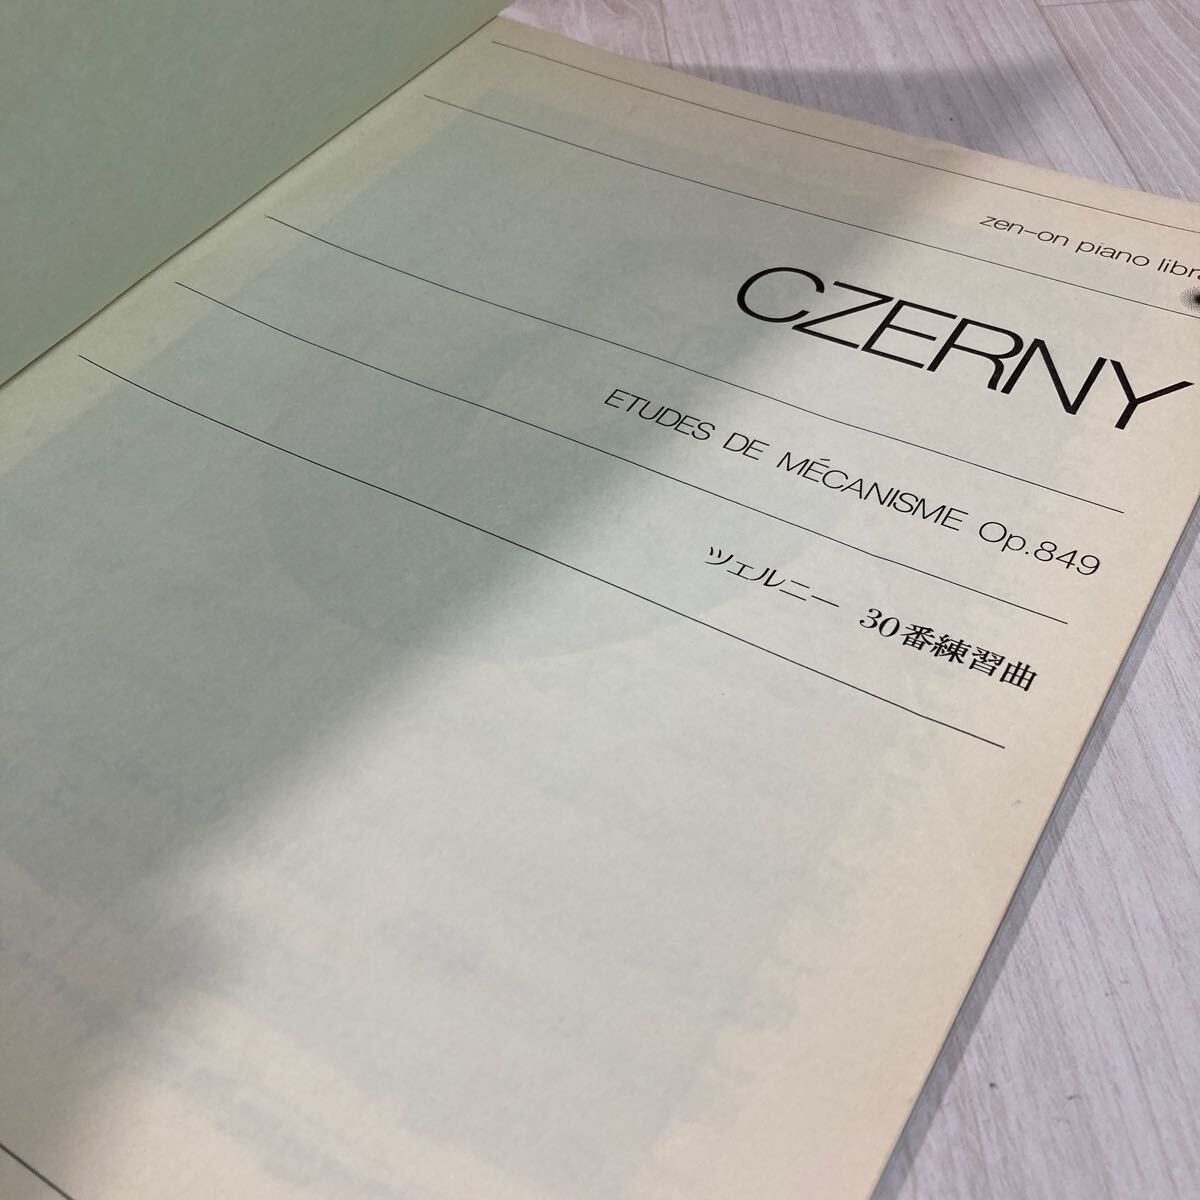 zen-on piano libra
CZERNY
ETUDES DE MÉCANISME Op.849
ツェルニー 30番練習曲